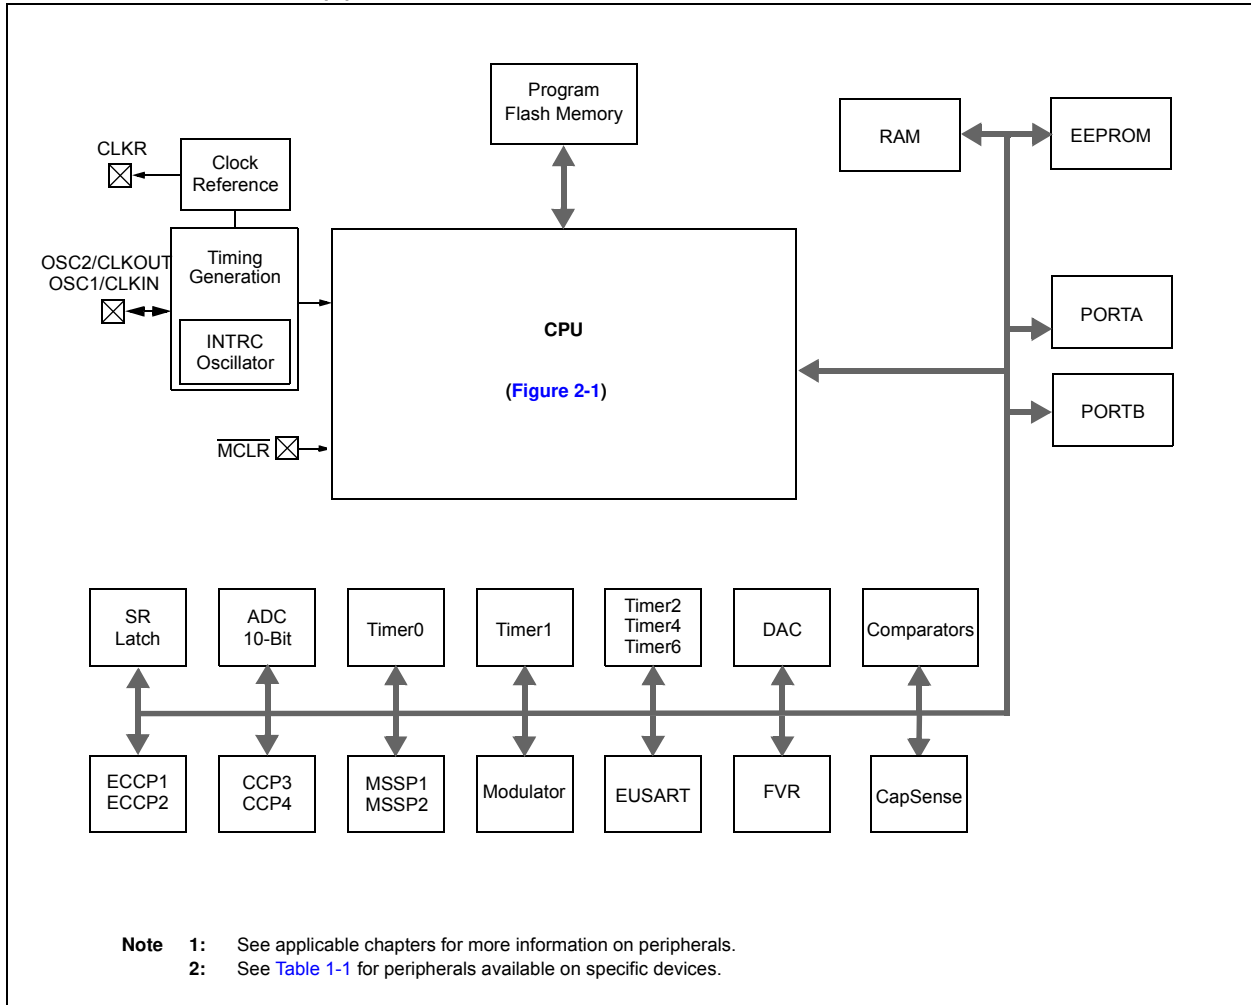 Program
Flash Memory
RAM
EEPROM
CLKR
Clock
Reference
OSC2/CLKOUT
OSC1/CLKIN
Timing
Generation
INTRC
Oscillator
CPU
(Figure 2-1)
PORTA
PORTB
MCLR
SR
Latch
ADC
10-Bit
Timer0
Timer1
Timer2
Timer4
Timer6
DAC
Comparators
ECCP1
ECCP2
CCP3
CCP4
MSSP1
MSSP2
Modulator
EUSART
FVR
CapSense
Note 1: See applicable chapters for more information on peripherals.
2: See Table 1-1 for peripherals available on specific devices.